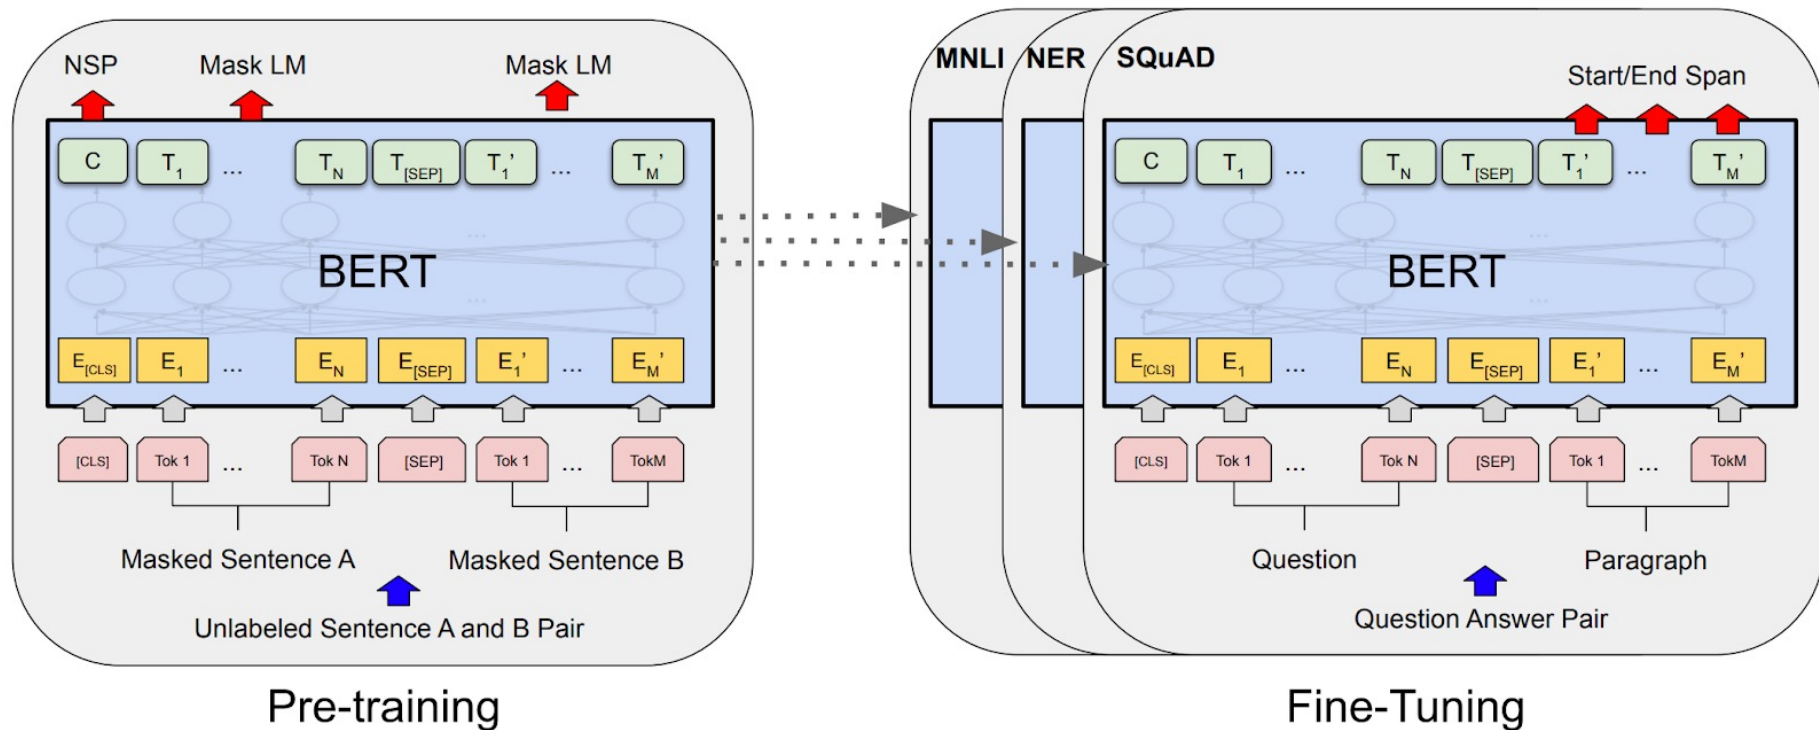 NSP Mask LM Mask LM
C T1 ... TN T[SEP] T1' ... TM'
...
BERT
...
E[CLS] E1 ... EN E[SEP] E1' ... EM'
[CLS] Tok 1 ... Tok N [SEP] Tok 1 ... TokM
Masked Sentence A Masked Sentence B
Unlabeled Sentence A and B Pair
Pre-training
MNLI NER SQuAD
Start/End Span
C T1 ... TN T[SEP] T1' ... TM'
...
BERT
...
E[CLS] E1 ... EN E[SEP] E1' ... EM'
[CLS] Tok 1 ... Tok N [SEP] Tok 1 ... TokM
Question Paragraph
Question Answer Pair
Fine-Tuning